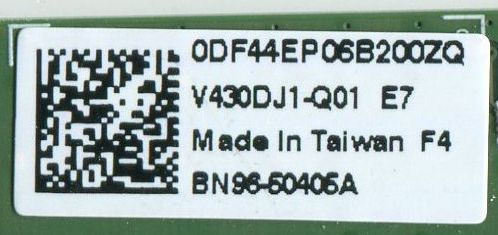 0DF44EP06B200ZQ
V430DJ1-Q01 E7
Made In Taiwan F4
BN96-50405A